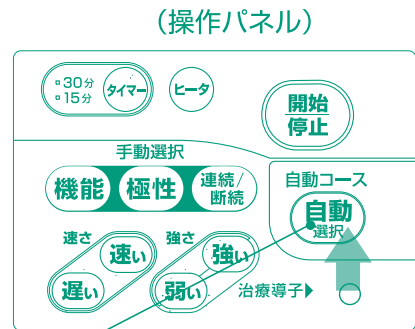 (操作パネル)
30分
15分
タイマー
ヒータ
開始
停止
手動選択
機能 極性 連続/
断続
自動コース
自動
選択
速さ
速い
遅い
強さ
強い
弱い
治療導子▶